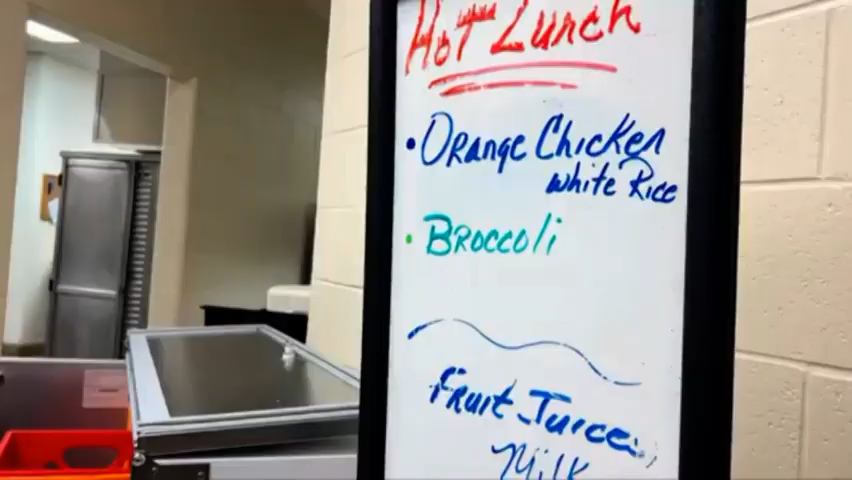 Hot Lunch
• Orange Chicken
white Rice
• Broccoli
Fruit Juice
Milk